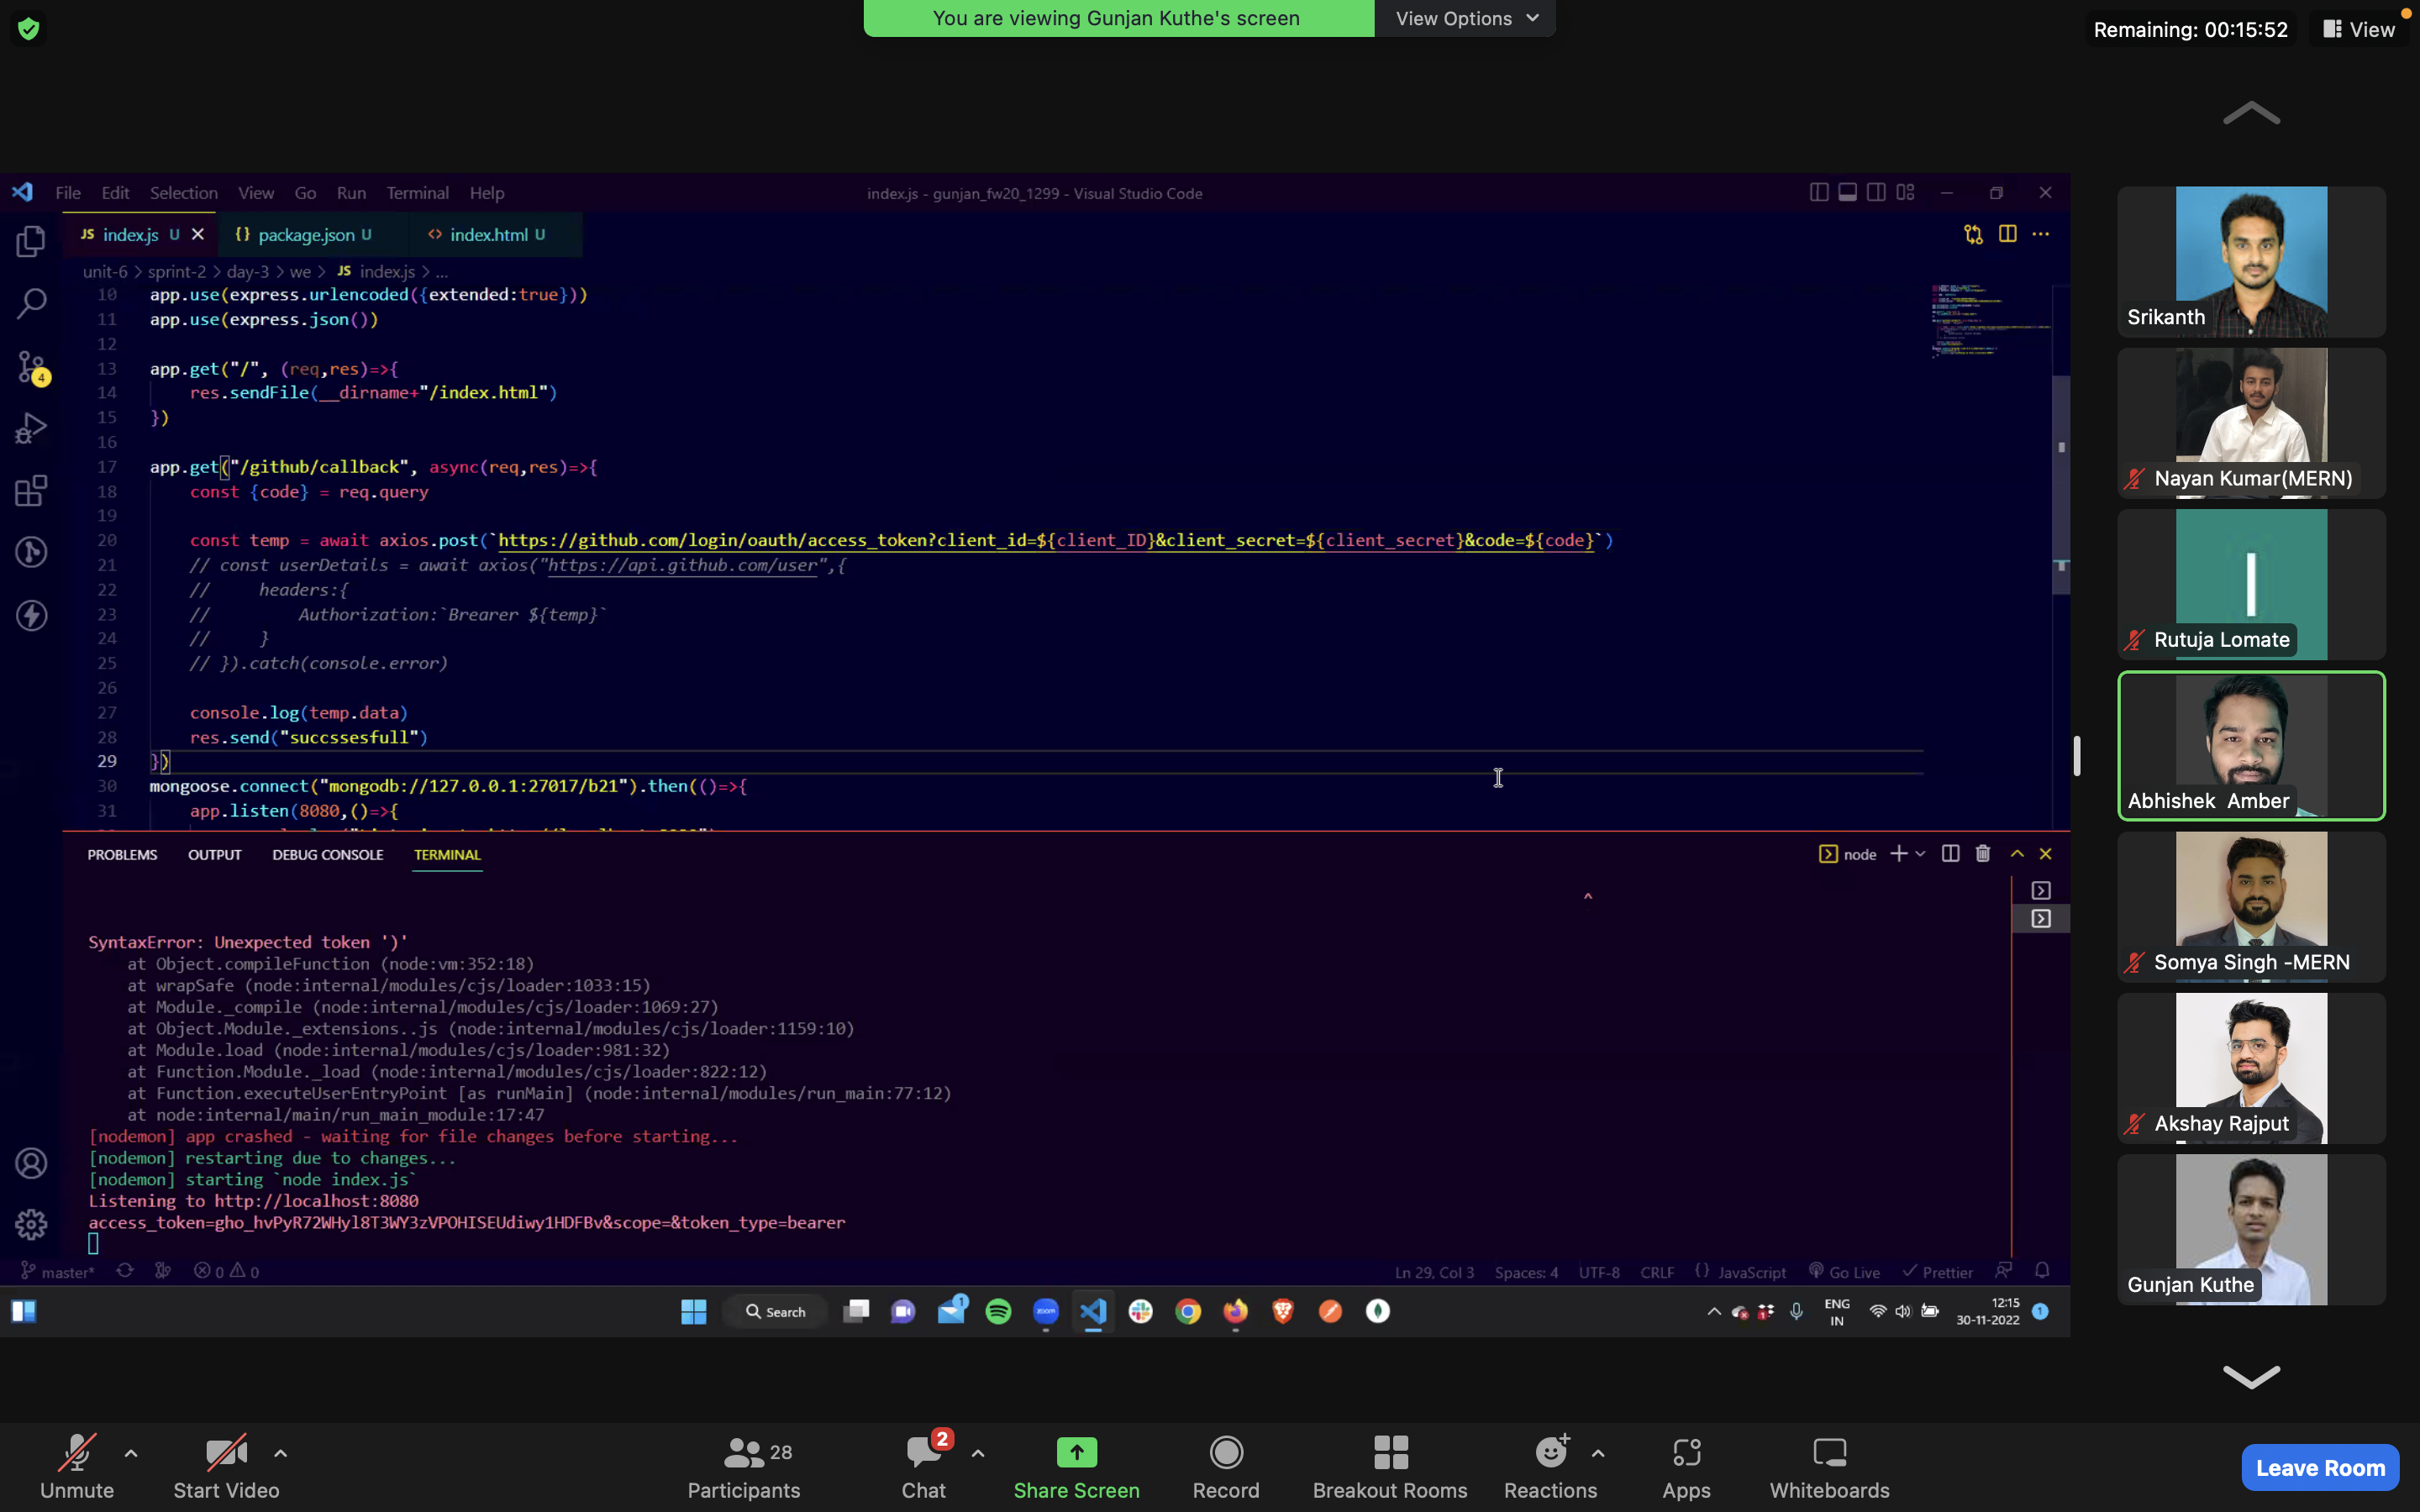 You are viewing Gunjan Kuthe's screen
View Options
Remaining: 00:15:52
View
File Edit Selection View Go Run Terminal Help
index.js - gunjan_fw20_1299 - Visual Studio Code
JS index.js U
{} package.json U
<> index.html U
unit-6 > sprint-2 > day-3 > we > JS index.js > ...
10 app.use(express.urlencoded({extended:true}))
11 app.use(express.json())
12
13 app.get("/", (req,res)=>{
14 res.sendFile(__dirname+"/index.html")
15 })
16
17 app.get("/github/callback", async(req,res)=>{
18 const {code} = req.query
19
20 const temp = await axios.post(`https://github.com/login/oauth/access_token?client_id=${client_ID}&client_secret=${client_secret}&code=${code}`)
21 // const userDetails = await axios("https://api.github.com/user",{
22 // headers:{
23 // Authorization:`Brearer ${temp}`
24 // }
25 // }).catch(console.error)
26
27 console.log(temp.data)
28 res.send("succssesfull")
29 })
30 mongoose.connect("mongodb://127.0.0.1:27017/b21").then(()=>{
31 app.listen(8080,()=>{
4
PROBLEMS OUTPUT DEBUG CONSOLE TERMINAL
node
^
SyntaxError: Unexpected token ')'
at Object.compileFunction (node:vm:352:18)
at wrapSafe (node:internal/modules/cjs/loader:1033:15)
at Module._compile (node:internal/modules/cjs/loader:1069:27)
at Object.Module._extensions..js (node:internal/modules/cjs/loader:1159:10)
at Module.load (node:internal/modules/cjs/loader:981:32)
at Function.Module._load (node:internal/modules/cjs/loader:822:12)
at Function.executeUserEntryPoint [as runMain] (node:internal/modules/run_main:77:12)
at node:internal/main/run_main_module:17:47
[nodemon] app crashed - waiting for file changes before starting...
[nodemon] restarting due to changes...
[nodemon] starting `node index.js`
Listening to http://localhost:8080
access_token=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&scope=&token_type=bearer
master* 0 0
Ln 29, Col 3 Spaces: 4 UTF-8 CRLF {} JavaScript Go Live Prettier
Search
1
zoom
ENG
IN
12:15
30-11-2022
1
Srikanth
Nayan Kumar(MERN)
I
Rutuja Lomate
Abhishek Amber
Somya Singh -MERN
Akshay Rajput
Gunjan Kuthe
Unmute
Start Video
28
Participants
2
Chat
Share Screen
Record
Breakout Rooms
Reactions
Apps
Whiteboards
Leave Room